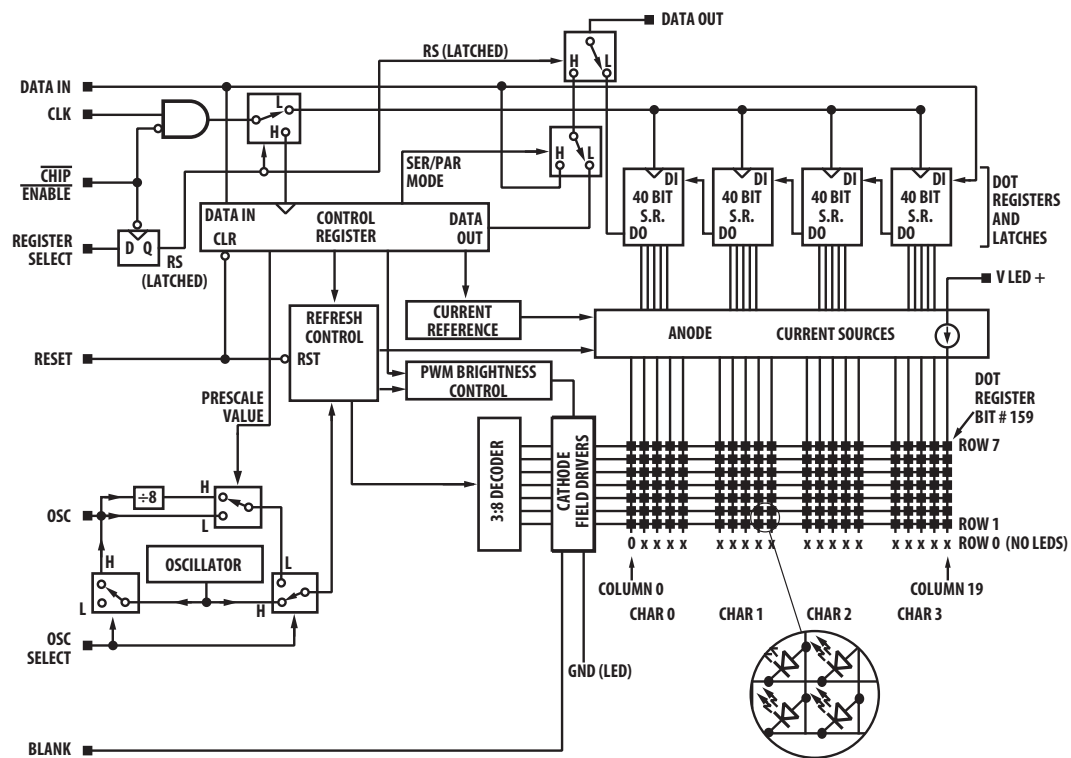 DATA OUT
RS (LATCHED)
H
L
DATA IN
CLK
L
H
CHIP
ENABLE
SER/PAR
MODE
H
L
DI
40 BIT
S.R.
DO
DI
40 BIT
S.R.
DO
DI
40 BIT
S.R.
DO
DI
40 BIT
S.R.
DO
DOT
REGISTERS
AND
LATCHES
REGISTER
SELECT
D Q
RS
(LATCHED)
DATA IN
CLR
CONTROL
REGISTER
DATA
OUT
V LED +
REFRESH
CONTROL
RST
CURRENT
REFERENCE
ANODE
CURRENT SOURCES
RESET
PWM BRIGHTNESS
CONTROL
PRESCALE
VALUE
DOT
REGISTER
BIT # 159
3:8 DECODER
CATHODE
FIELD DRIVERS
ROW 7
ROW 1
ROW 0 (NO LEDS)
0 x x x x
x x x x x
x x x x x
x x x x x
÷8
H
L
OSC
H
L
OSCILLATOR
L
H
OSC
SELECT
COLUMN 0
COLUMN 19
CHAR 0
CHAR 1
CHAR 2
CHAR 3
GND (LED)
BLANK